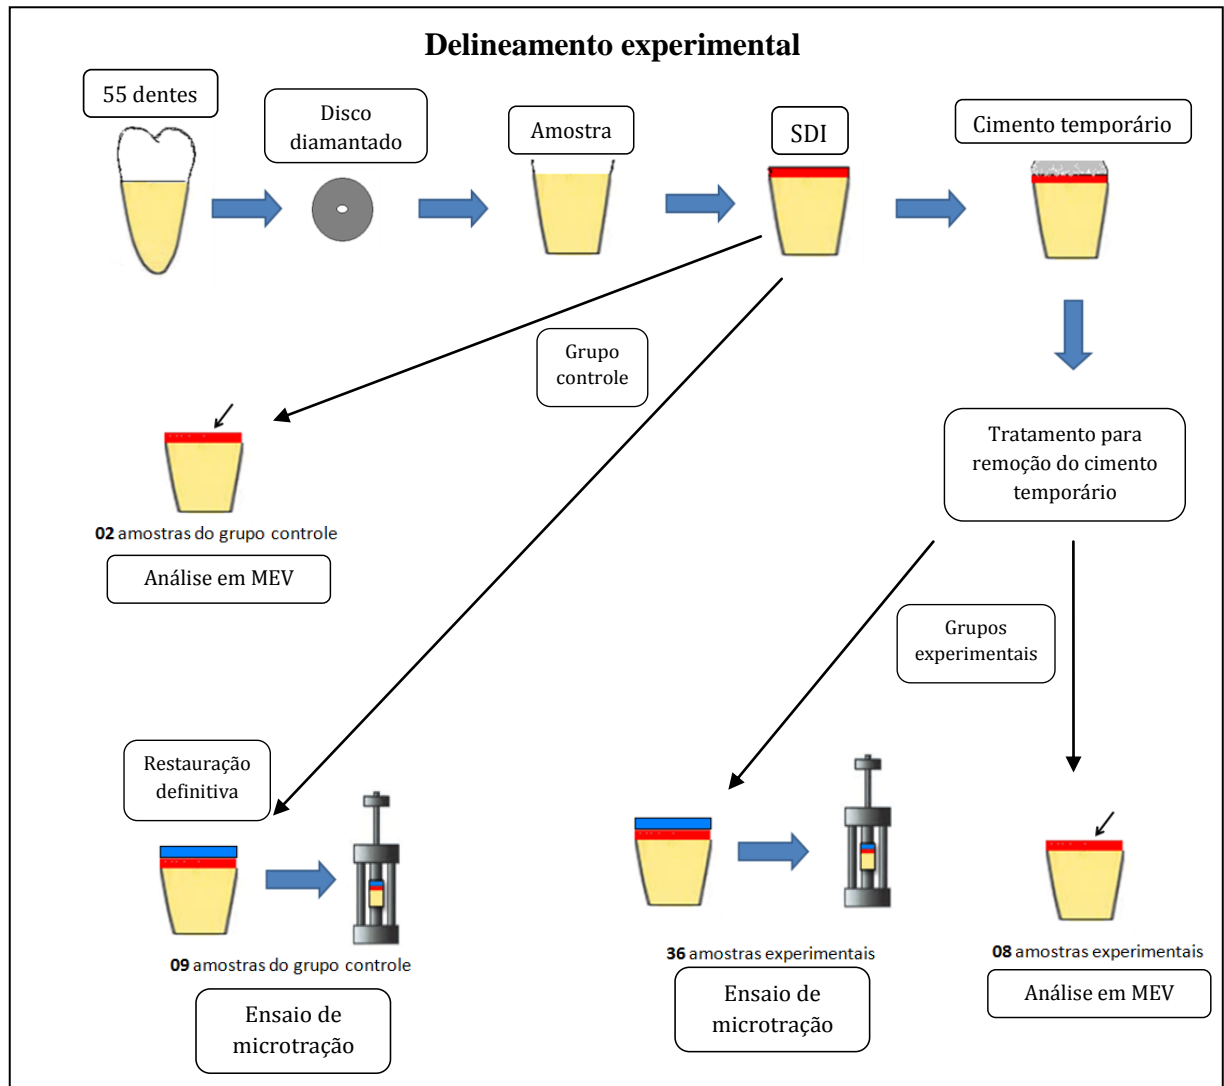 Delineamento experimental
55 dentes
Disco
diamantado
Amostra
SDI
Cimento temporário
Grupo
controle
Tratamento para
remoção do cimento
temporário
02 amostras do grupo controle
Análise em MEV
Grupos
experimentais
Restauração
definitiva
09 amostras do grupo controle
Ensaio de
microtração
36 amostras experimentais
Ensaio de
microtração
08 amostras experimentais
Análise em MEV